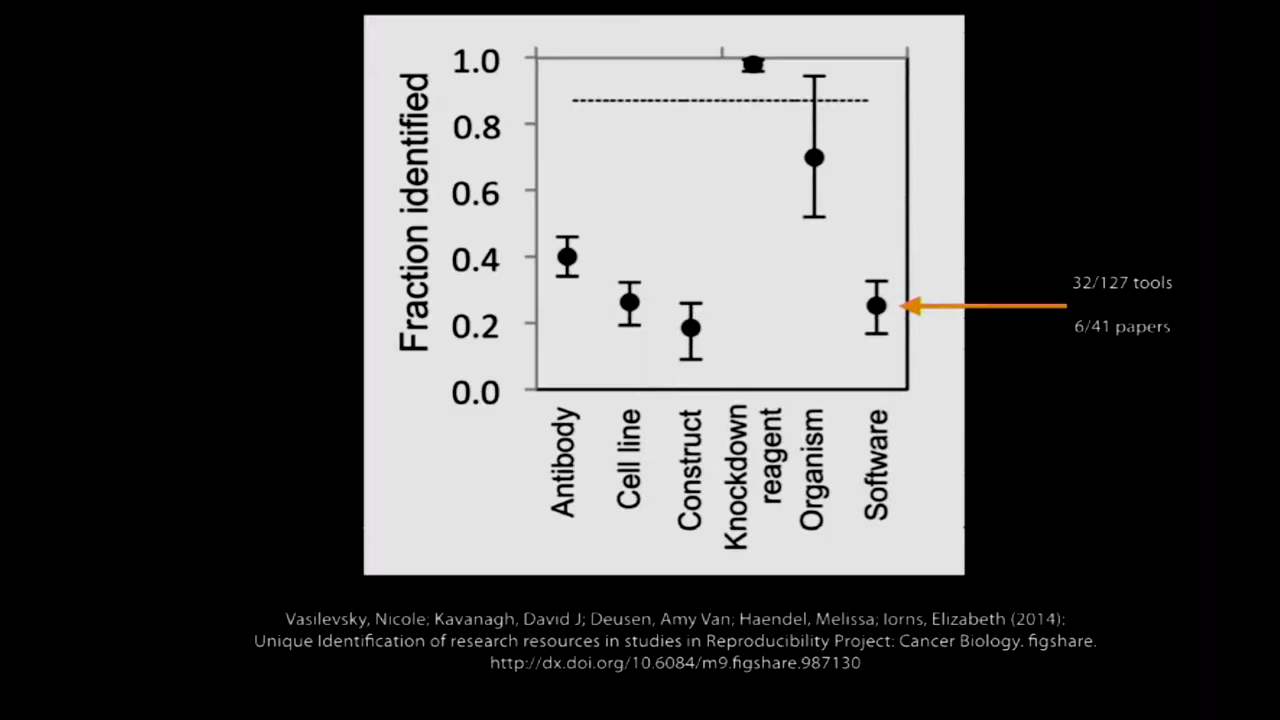 Fraction identified
1.0
0.8
0.6
0.4
0.2
0.0
Antibody
Cell line
Construct
Knockdown
reagent
Organism
Software
32/127 tools
6/41 papers
Vasilevsky, Nicole; Kavanagh, David J; Deusen, Amy Van; Haendel, Melissa; Iorns, Elizabeth (2014):
Unique Identification of research resources in studies in Reproducibility Project: Cancer Biology. figshare.
http://dx.doi.org/10.6084/m9.figshare.987130